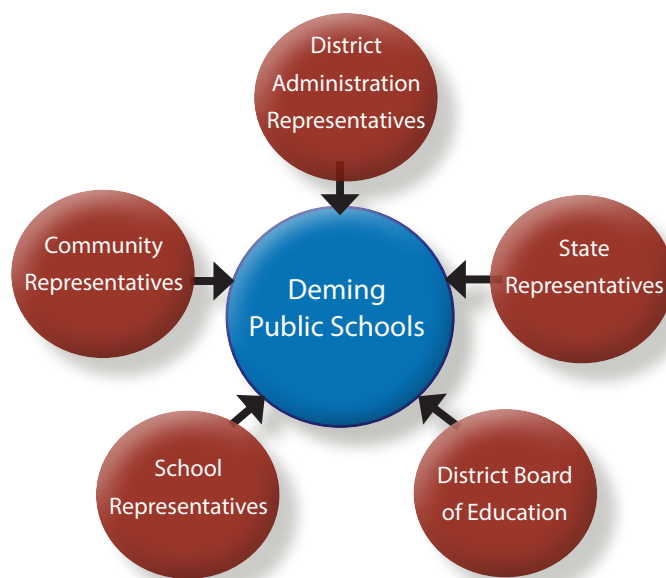 District
Administration
Representatives
Community
Representatives
State
Representatives
Deming
Public Schools
School
Representatives
District Board
of Education